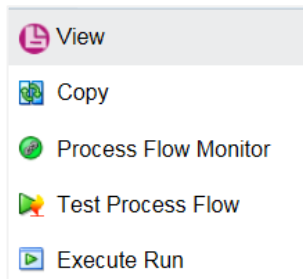 View
Copy
Process Flow Monitor
Test Process Flow
Execute Run